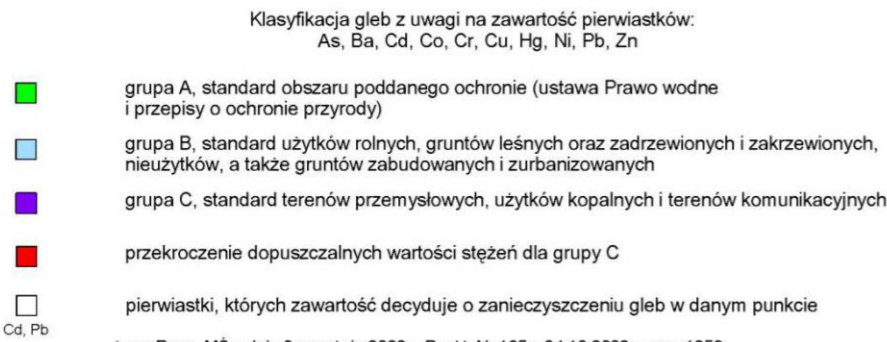 Klasyfikacja gleb z uwagi na zawartość pierwiastków:
As, Ba, Cd, Co, Cr, Cu, Hg, Ni, Pb, Zn
grupa A, standard obszaru poddanego ochronie (ustawa Prawo wodne
i przepisy o ochronie przyrody)
grupa B, standard użytków rolnych, gruntów leśnych oraz zadrzewionych i zakrzewionych,
nieużytków, a także gruntów zabudowanych i zurbanizowanych
grupa C, standard terenów przemysłowych, użytków kopalnych i terenów komunikacyjnych
przekroczenie dopuszczalnych wartości stężeń dla grupy C
pierwiastki, których zawartość decyduje o zanieczyszczeniu gleb w danym punkcie
Cd, Pb